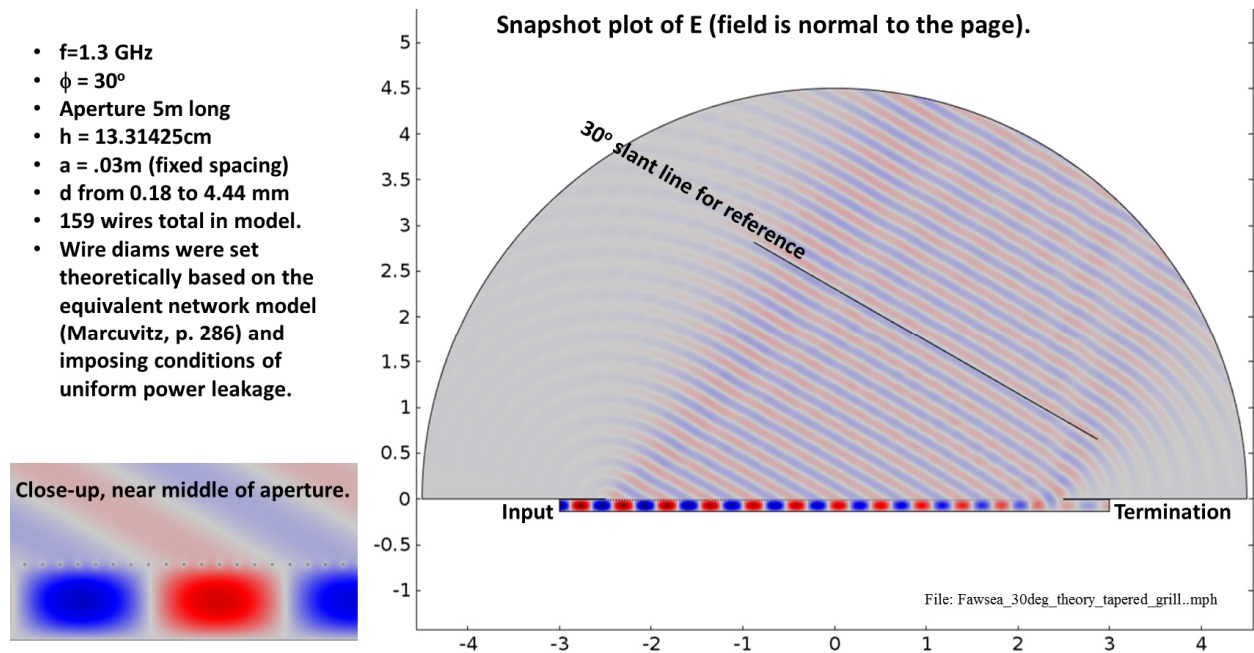 Snapshot plot of E (field is normal to the page).
• f=1.3 GHz
• ϕ = 30º
• Aperture 5m long
• h = 13.31425cm
• a = .03m (fixed spacing)
• d from 0.18 to 4.44 mm
• 159 wires total in model.
• Wire diams were set
theoretically based on the
equivalent network model
(Marcuvitz, p. 286) and
imposing conditions of
uniform power leakage.
Close-up, near middle of aperture.
5
4.5
4
3.5
3
2.5
2
1.5
1
0.5
0
-0.5
-1
30º slant line for reference
Input
Termination
File: Fawsea_30deg_theory_tapered_grill..mph
-4 -3 -2 -1 0 1 2 3 4